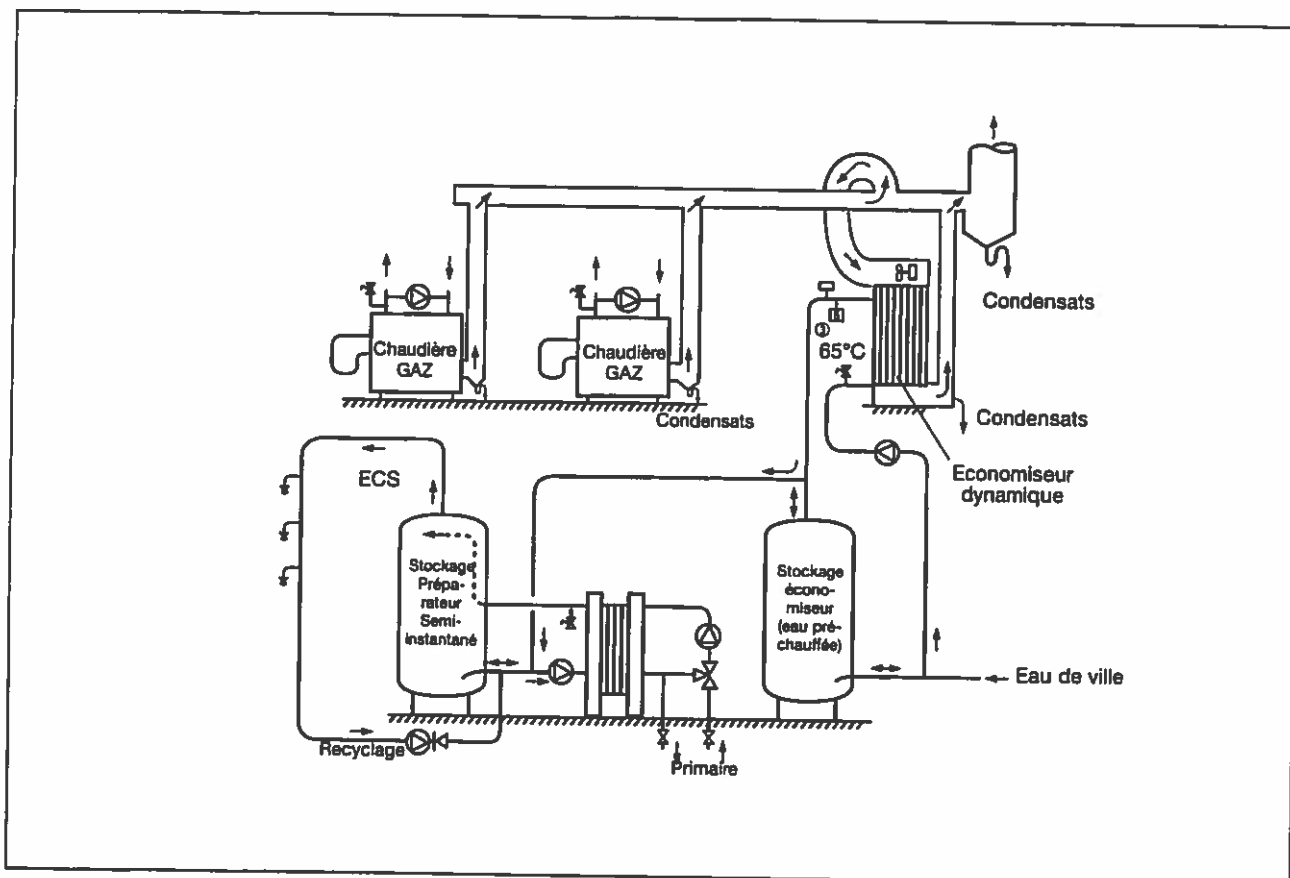 Condensats
Chaudière
GAZ
Chaudière
GAZ
③
65°C
Condensats
Condensats
ECS
Economiseur
dynamique
Stockage
Prépa-
rateur
Semi-
instantané
Stockage
écono-
miseur
(eau pré-
chauffée)
Eau de ville
Recyclage
Primaire